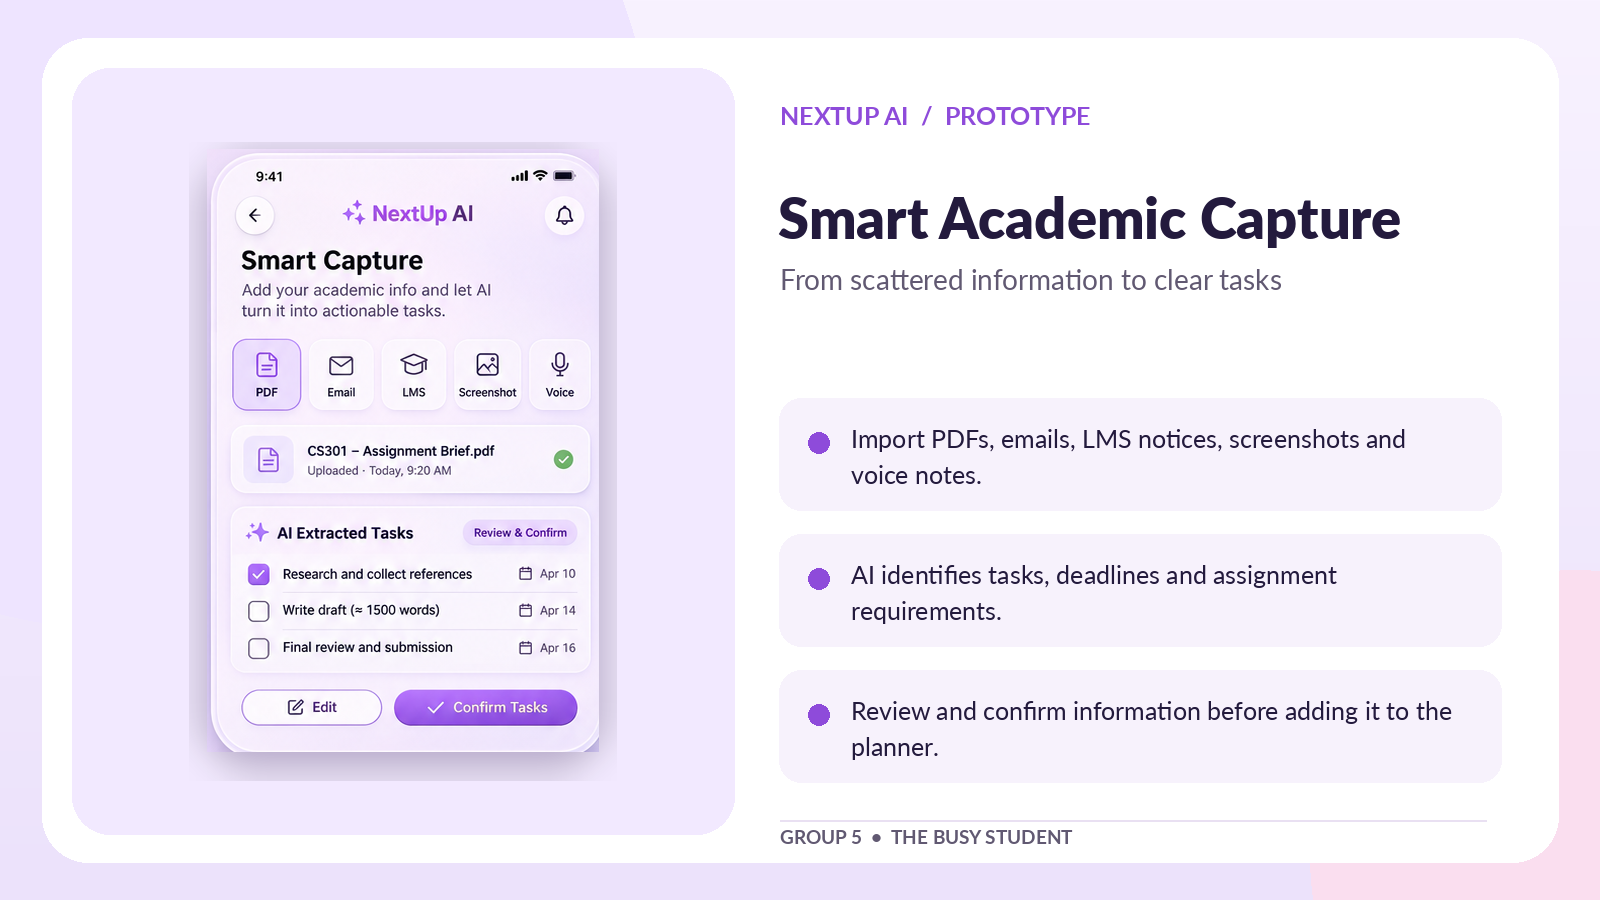 9:41
NextUp AI
Smart Capture
Add your academic info and let AI
turn it into actionable tasks.
PDF
Email
LMS
Screenshot
Voice
CS301 – Assignment Brief.pdf
Uploaded · Today, 9:20 AM
AI Extracted Tasks
Review & Confirm
Research and collect references
Apr 10
Write draft (≈ 1500 words)
Apr 14
Final review and submission
Apr 16
Edit
Confirm Tasks
NEXTUP AI / PROTOTYPE
Smart Academic Capture
From scattered information to clear tasks
Import PDFs, emails, LMS notices, screenshots and
voice notes.
AI identifies tasks, deadlines and assignment
requirements.
Review and confirm information before adding it to the
planner.
GROUP 5 • THE BUSY STUDENT